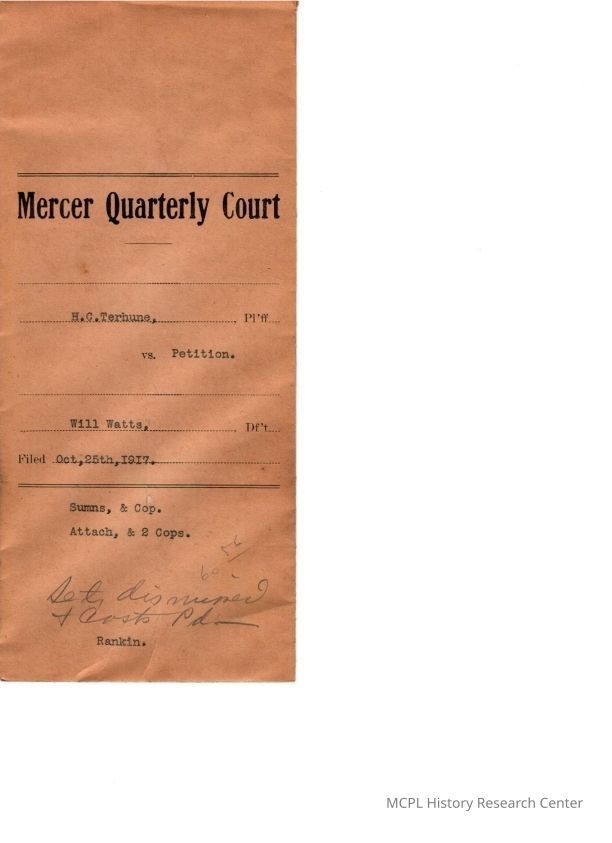 Mercer Quarterly Court
H.C.Terhune, Pl'ff
vs. Petition.
Will Watts, Df't
Filed Oct,25th,1917.
Sumns, & Cop.
Attach, & 2 Cops.
Set, dismissed
& Costs Pd
Rankin.
MCPL History Research Center